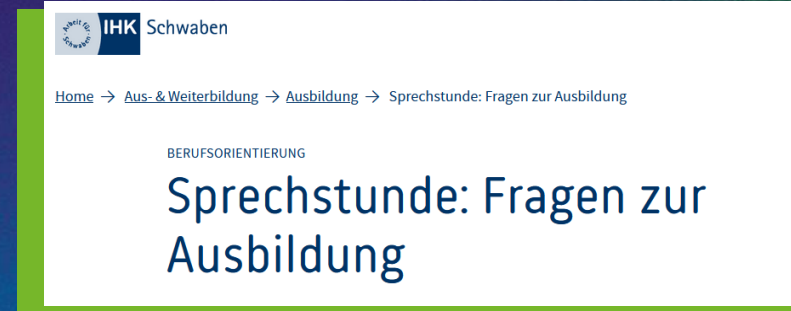 Arbeit für Schwaben
IHK Schwaben
Home → Aus- & Weiterbildung → Ausbildung → Sprechstunde: Fragen zur Ausbildung
BERUFSORIENTIERUNG
Sprechstunde: Fragen zur
Ausbildung